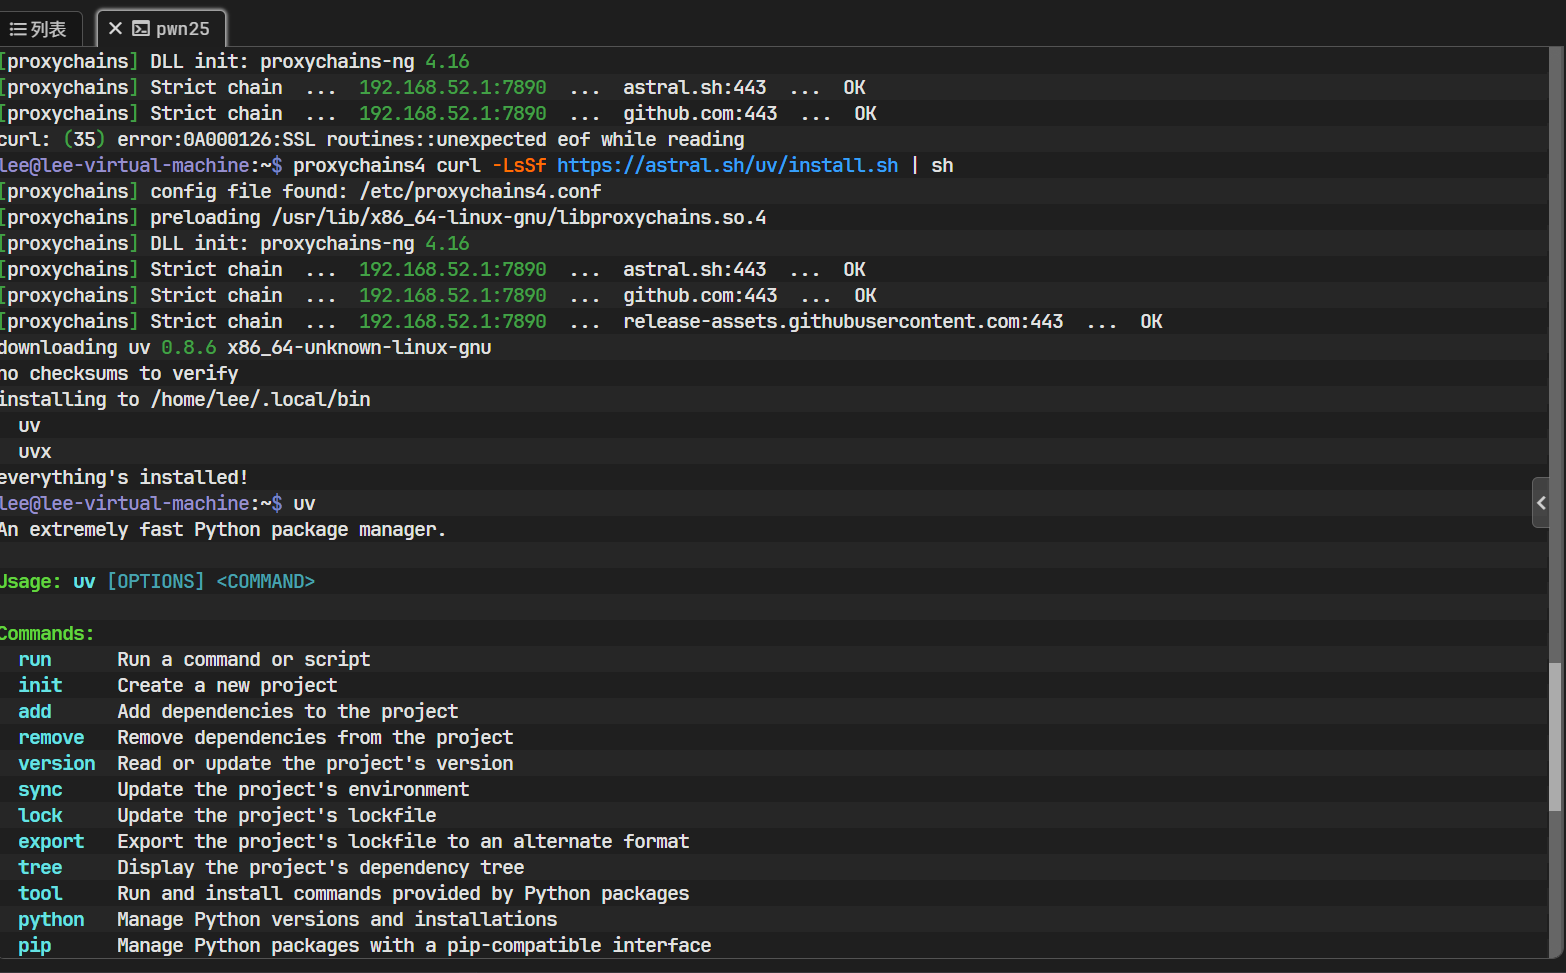 列表 pwn25
[proxychains] DLL init: proxychains-ng 4.16
[proxychains] Strict chain ... 192.168.52.1:7890 ... astral.sh:443 ... OK
[proxychains] Strict chain ... 192.168.52.1:7890 ... github.com:443 ... OK
curl: (35) error:0A000126:SSL routines::unexpected eof while reading
lee@lee-virtual-machine:~$ proxychains4 curl -LsSf https://astral.sh/uv/install.sh | sh
[proxychains] config file found: /etc/proxychains4.conf
[proxychains] preloading /usr/lib/x86_64-linux-gnu/libproxychains.so.4
[proxychains] DLL init: proxychains-ng 4.16
[proxychains] Strict chain ... 192.168.52.1:7890 ... astral.sh:443 ... OK
[proxychains] Strict chain ... 192.168.52.1:7890 ... github.com:443 ... OK
[proxychains] Strict chain ... 192.168.52.1:7890 ... release-assets.githubusercontent.com:443 ... OK
downloading uv 0.8.6 x86_64-unknown-linux-gnu
no checksums to verify
installing to /home/lee/.local/bin
uv
uvx
everything's installed!
lee@lee-virtual-machine:~$ uv
An extremely fast Python package manager.
Usage: uv [OPTIONS] <COMMAND>
Commands:
run Run a command or script
init Create a new project
add Add dependencies to the project
remove Remove dependencies from the project
version Read or update the project's version
sync Update the project's environment
lock Update the project's lockfile
export Export the project's lockfile to an alternate format
tree Display the project's dependency tree
tool Run and install commands provided by Python packages
python Manage Python versions and installations
pip Manage Python packages with a pip-compatible interface